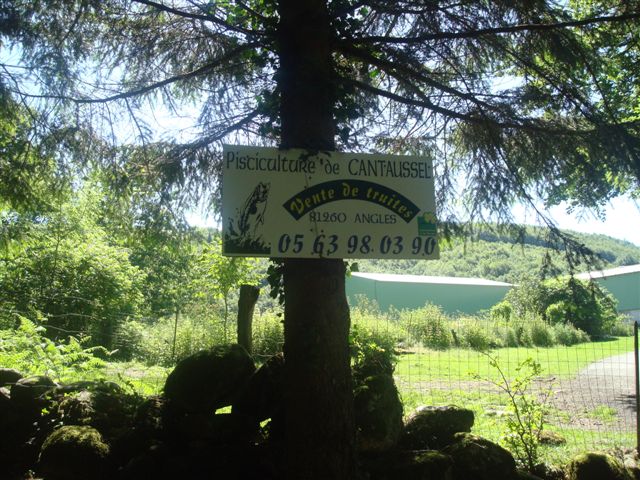 Pisciculture de CANTAUSSEL
Vente de truites
81260 ANGLES
05 63 98 03 90